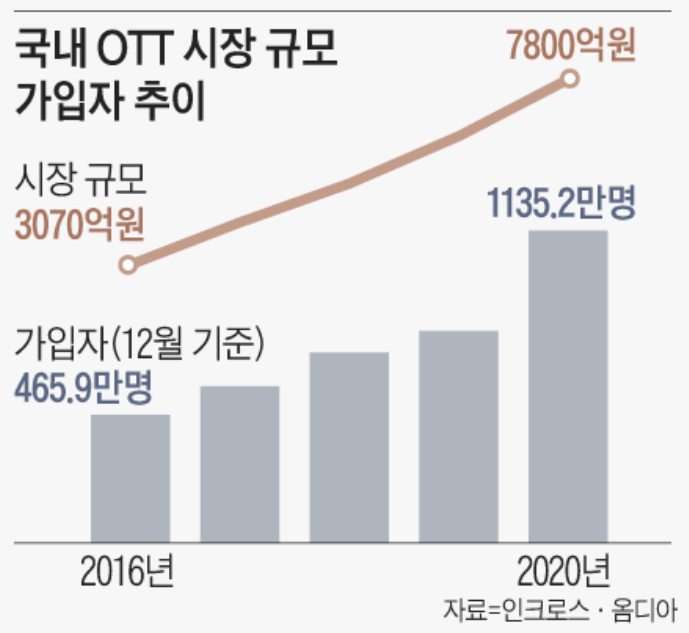 국내 OTT 시장 규모
가입자 추이
7800억원
시장 규모
3070억원
1135.2만명
가입자(12월 기준)
465.9만명
2016년
2020년
자료=인크로스·옴디아